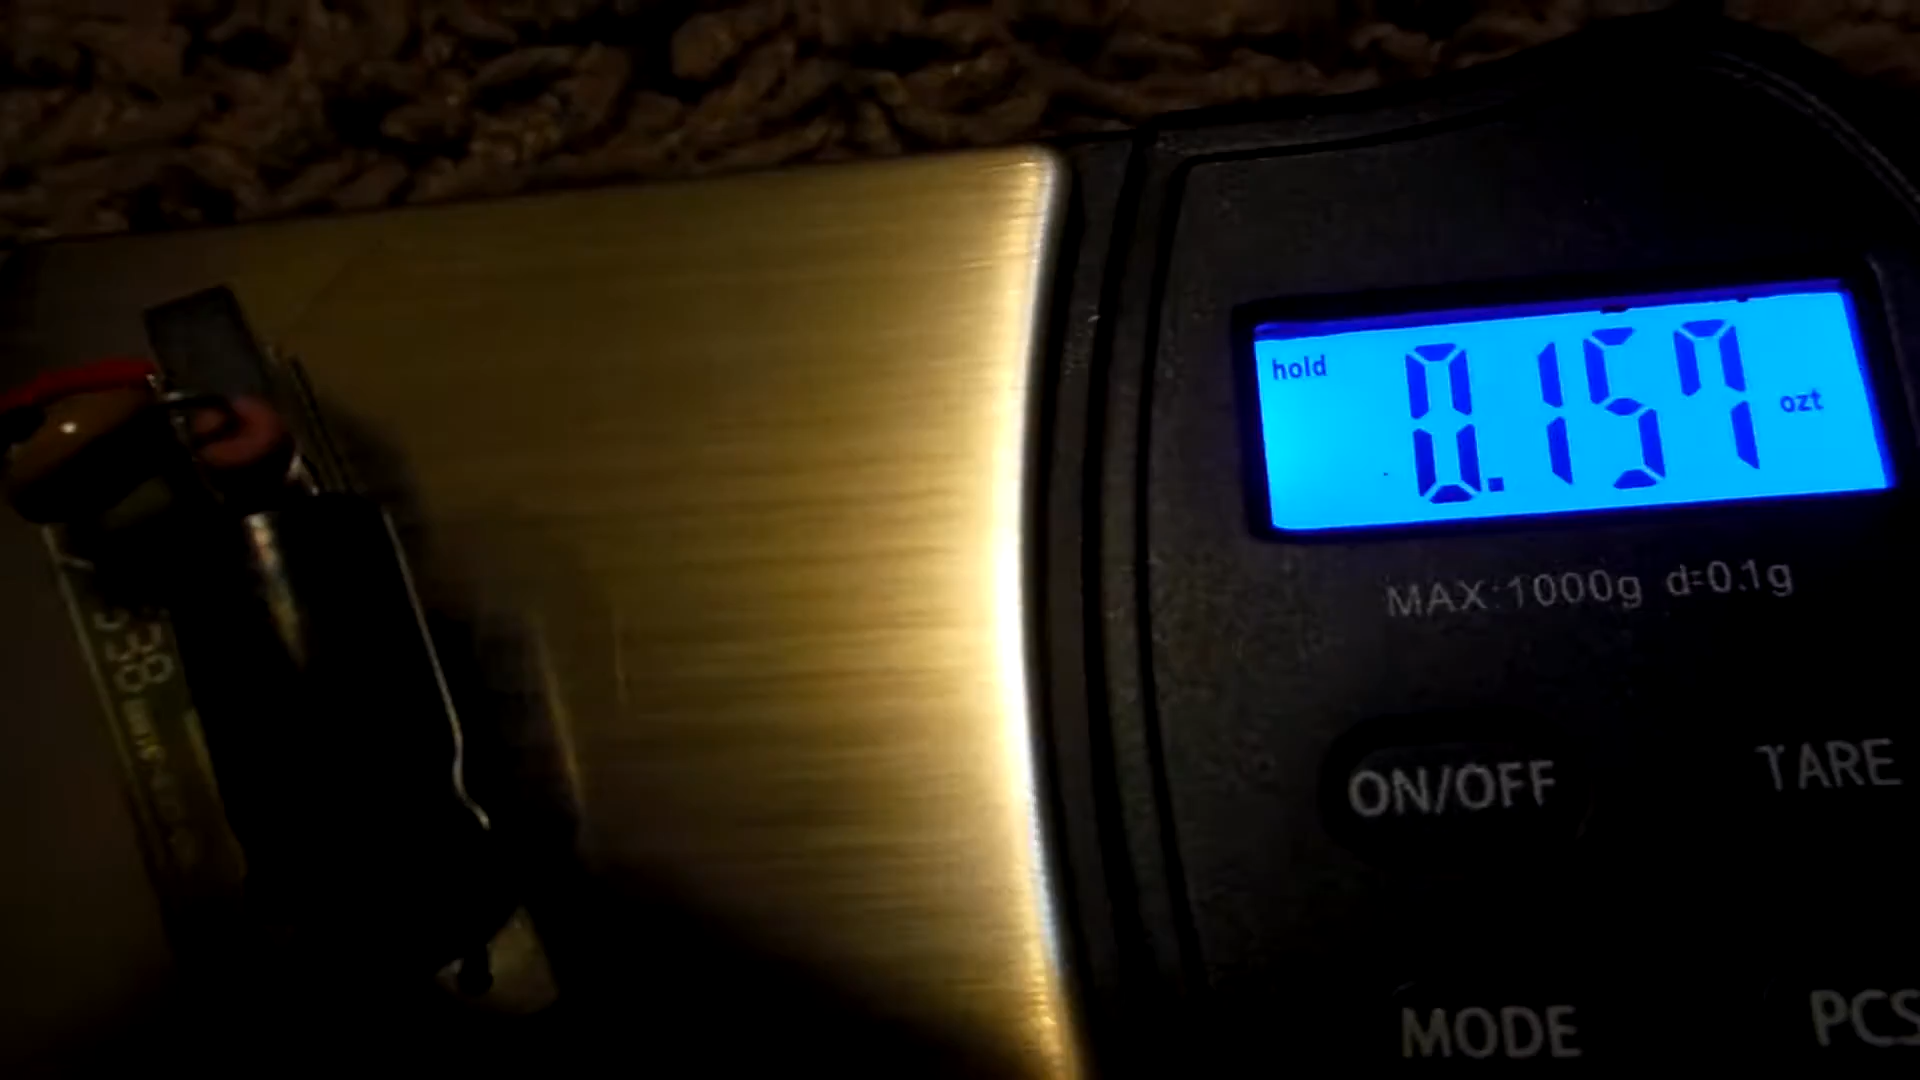 hold 0.157 ozt
MAX:1000g d=0.1g
ON/OFF TARE
MODE PCS